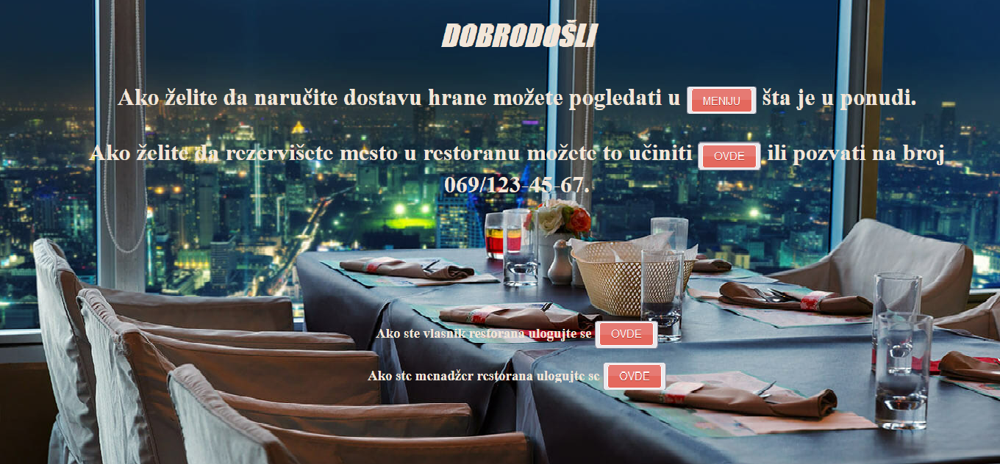 DOBRODOŠLI
Ako želite da naručite dostavu hrane možete pogledati u MENIJU šta je u ponudi.
Ako želite da rezervišete mesto u restoranu možete to učiniti OVDE ili pozvati na broj
069/123-45-67.
Ako ste vlasnik restorana ulogujte se OVDE
Ako ste menadžer restorana ulogujte se OVDE